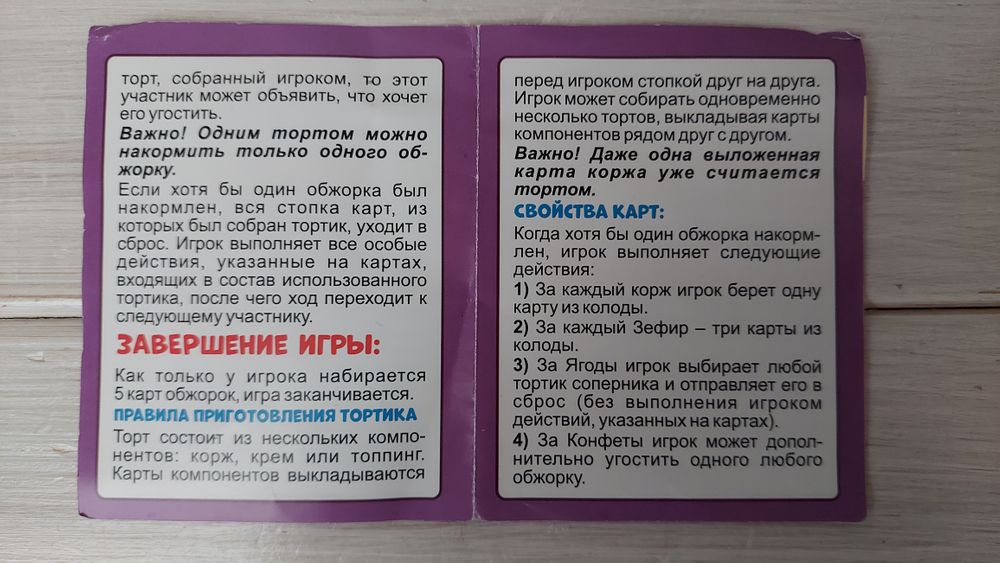 торт, собранный игроком, то этот
участник может объявить, что хочет
его угостить.
Важно! Одним тортом можно
накормить только одного об-
жорку.
Если хотя бы один обжорка был
накормлен, вся стопка карт, из
которых был собран тортик, уходит в
сброс. Игрок выполняет все особые
действия, указанные на картах,
входящих в состав использованного
тортика, после чего ход переходит к
следующему участнику.
ЗАВЕРШЕНИЕ ИГРЫ:
Как только у игрока набирается
5 карт обжорок, игра заканчивается.
ПРАВИЛА ПРИГОТОВЛЕНИЯ ТОРТИКА
Торт состоит из нескольких компо-
нентов: корж, крем или топпинг.
Карты компонентов выкладываются
перед игроком стопкой друг на друга.
Игрок может собирать одновременно
несколько тортов, выкладывая карты
компонентов рядом друг с другом.
Важно! Даже одна выложенная
карта коржа уже считается
тортом.
СВОЙСТВА КАРТ:
Когда хотя бы один обжорка накорм-
лен, игрок выполняет следующие
действия:
1) За каждый корж игрок берет одну
карту из колоды.
2) За каждый Зефир – три карты из
колоды.
3) За Ягоды игрок выбирает любой
тортик соперника и отправляет его в
сброс (без выполнения игроком
действий, указанных на картах).
4) За Конфеты игрок может допол-
нительно угостить одного любого
обжорку.